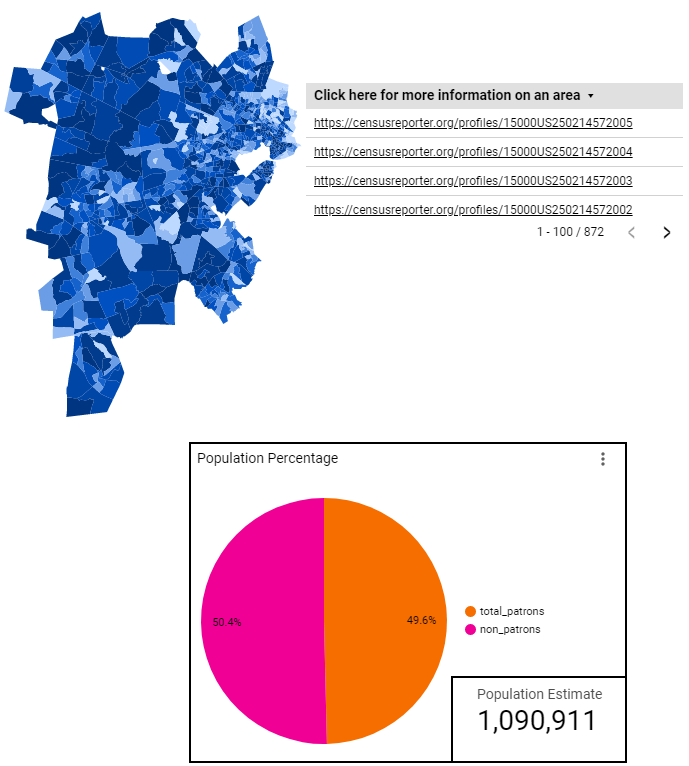 Click here for more information on an area
https://censusreporter.org/profiles/15000US250214572005
https://censusreporter.org/profiles/15000US250214572004
https://censusreporter.org/profiles/15000US250214572003
https://censusreporter.org/profiles/15000US250214572002
1 - 100 / 872
Population Percentage
50.4%
49.6%
total_patrons
non_patrons
Population Estimate
1,090,911